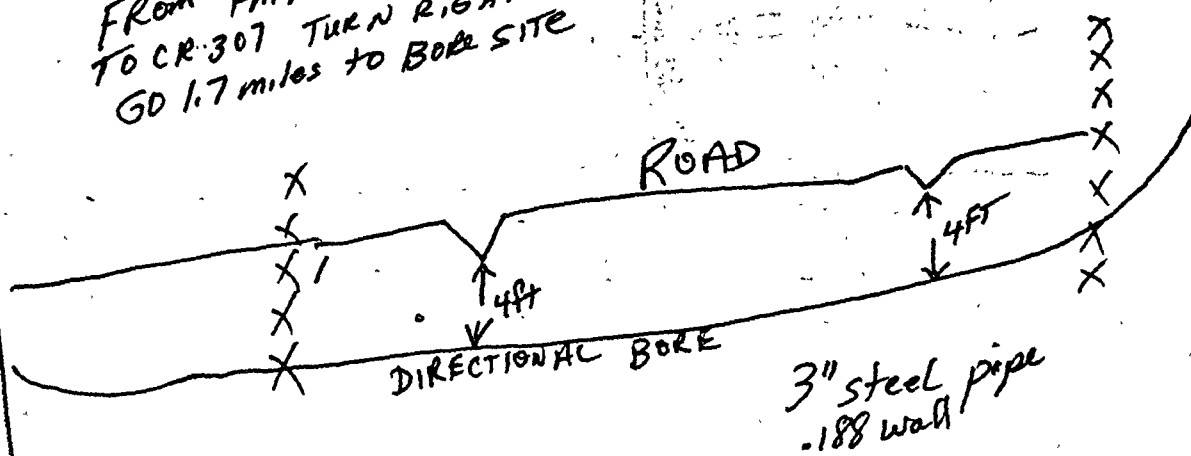 FROM
TO CR.307 TURN RIGHT
GO 1.7 miles to BORE SITE
ROAD
4ft
4FT
DIRECTIONAL BORE
3" steel pipe
.188 wall